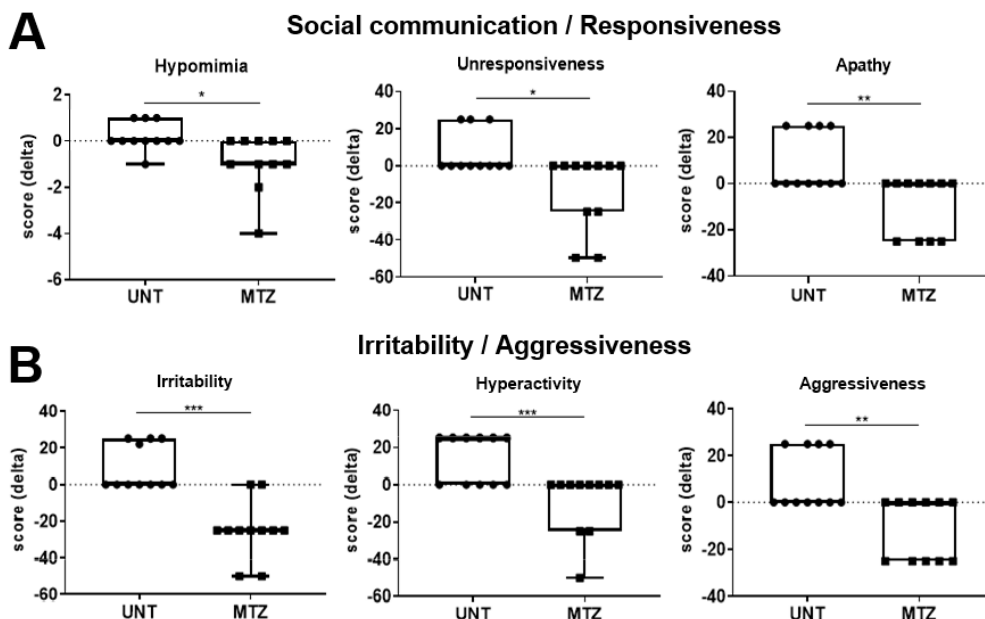 A
Social communication / Responsiveness
Hypomimia
Unresponsiveness
Apathy
*
*
**
score (delta)
2
0
-2
-4
-6
UNT
MTZ
score (delta)
40
20
0
-20
-40
-60
UNT
MTZ
score (delta)
40
20
0
-20
-40
UNT
MTZ
B
Irritability / Aggressiveness
Irritability
Hyperactivity
Aggressiveness
***
***
**
score (delta)
40
20
0
-20
-40
-60
UNT
MTZ
score (delta)
40
20
0
-20
-40
-60
UNT
MTZ
score (delta)
40
20
0
-20
-40
UNT
MTZ